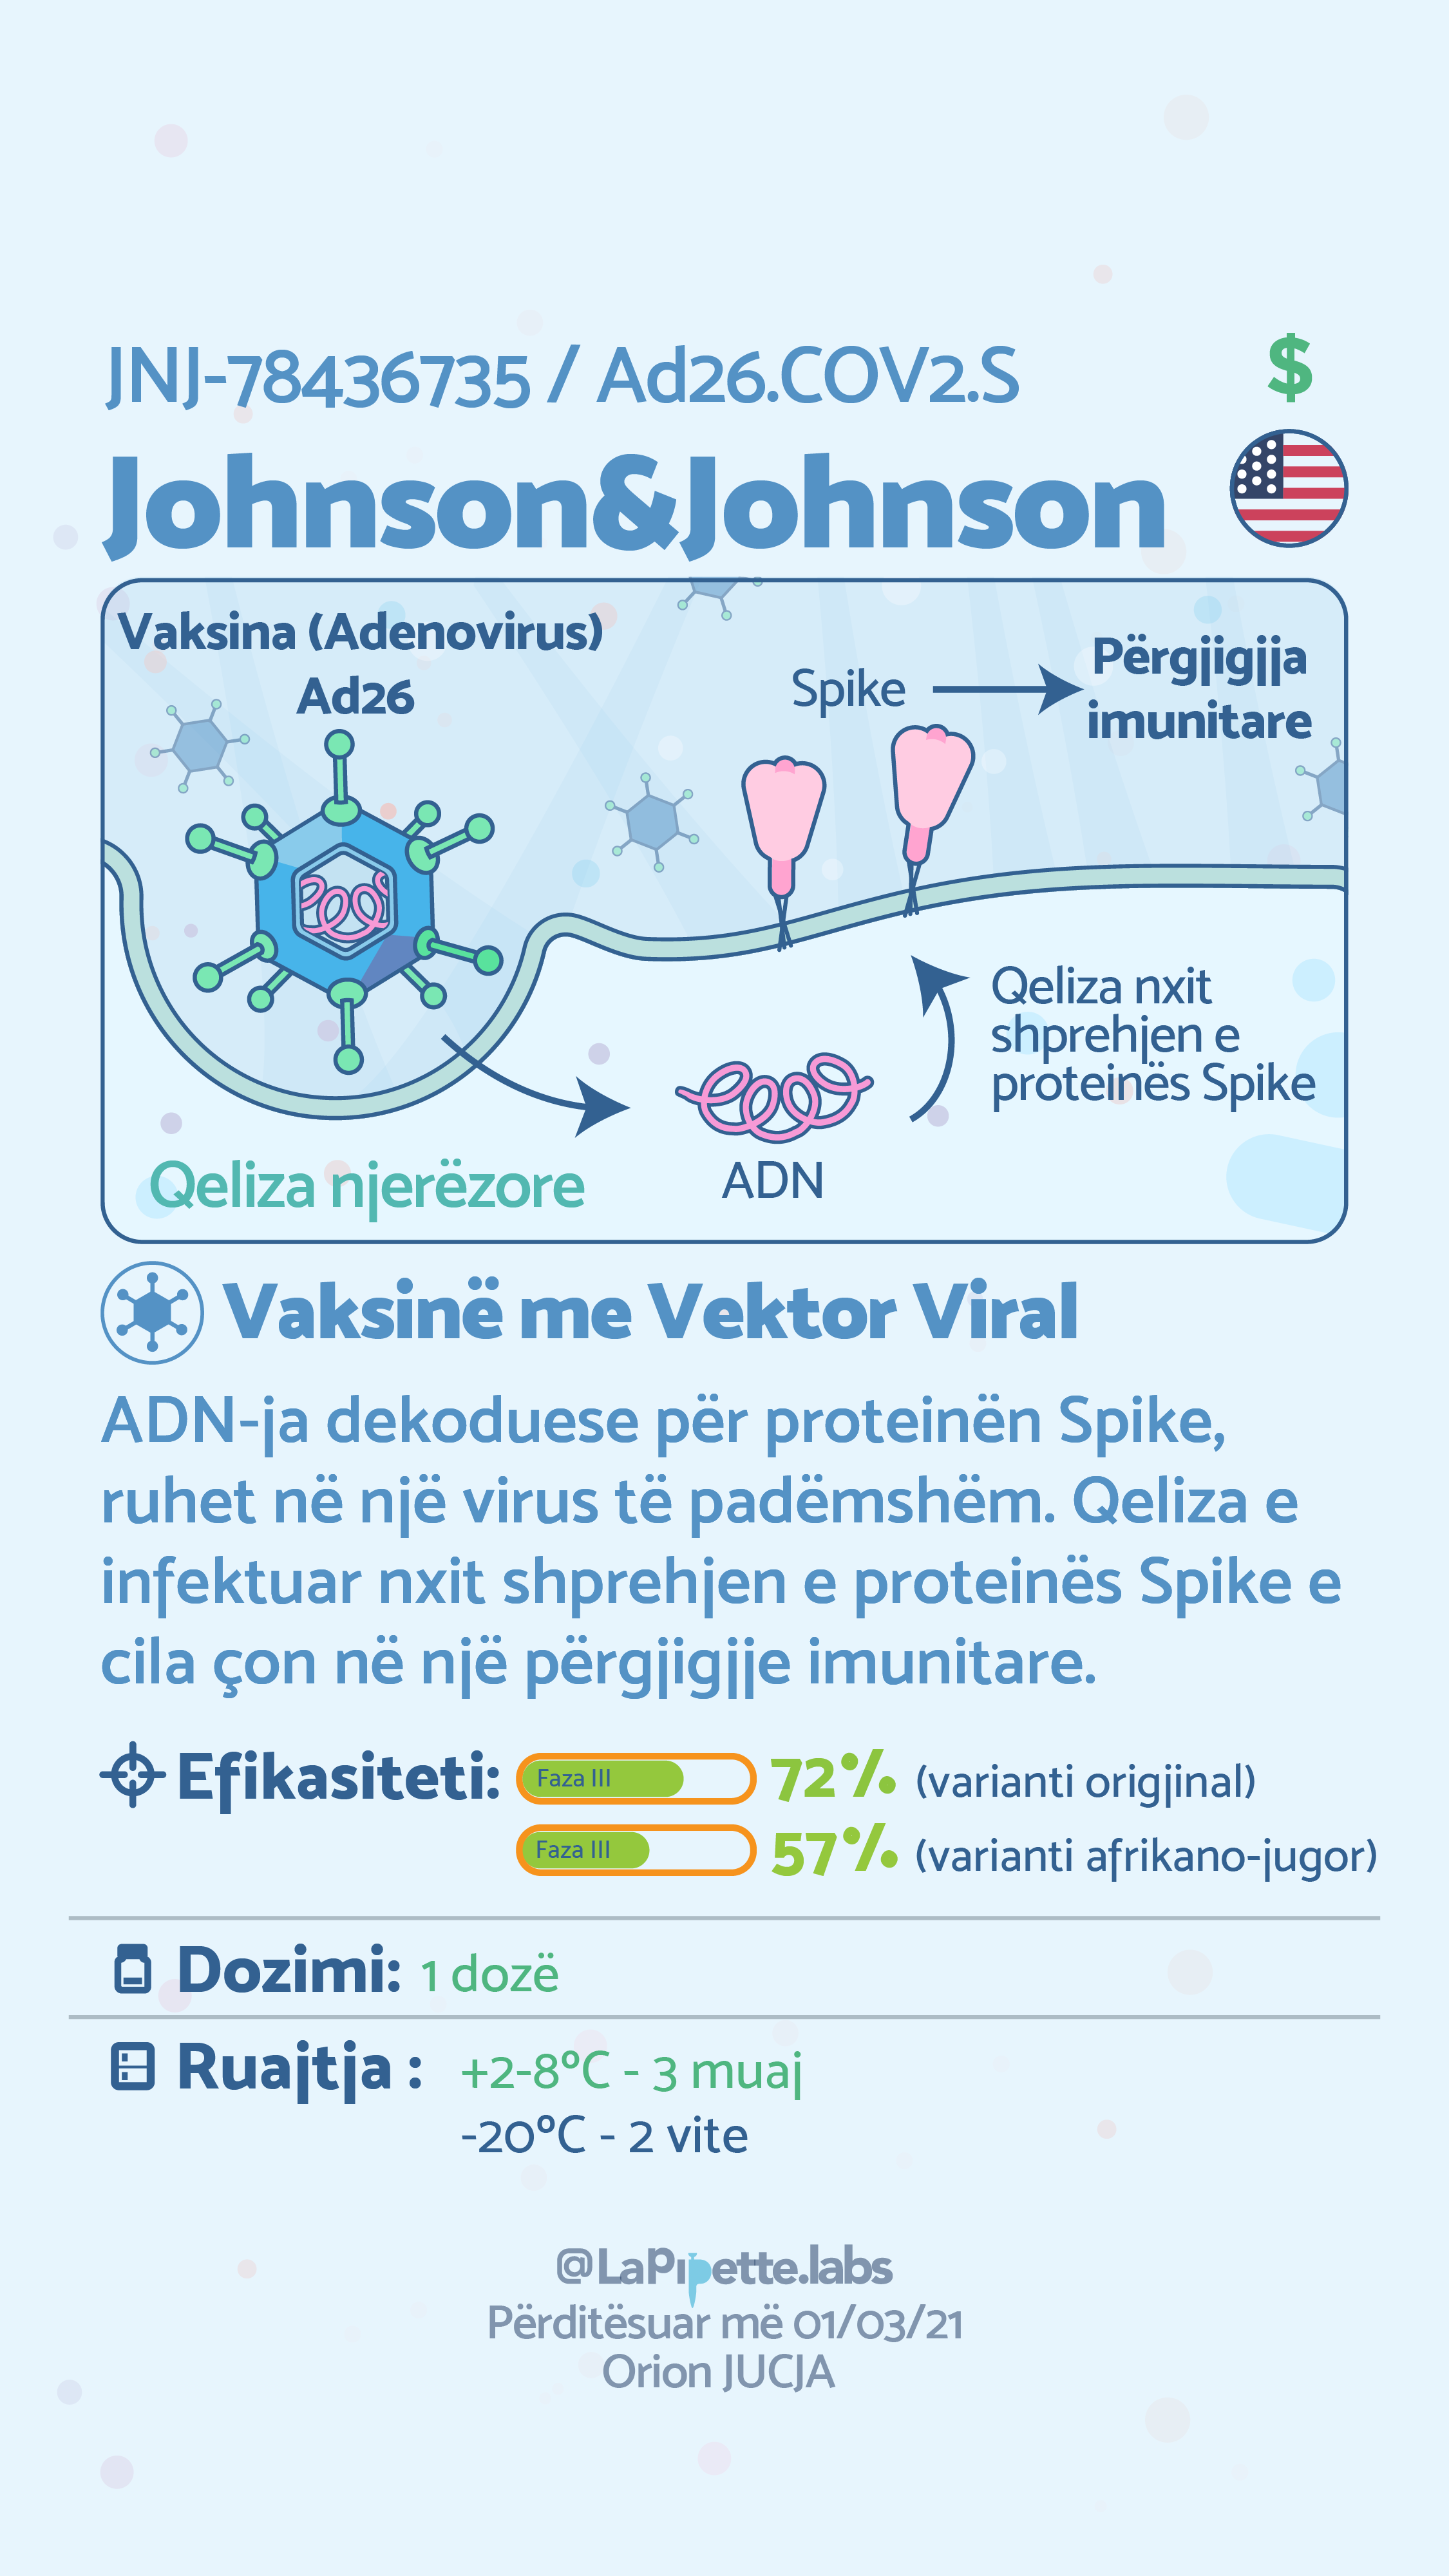 JNJ-78436735 / Ad26.COV2.S
$
Johnson&Johnson
Vaksina (Adenovirus)
Ad26
Spike
Përgjigjja
imunitare
Qeliza nxit
shprehjen e
proteinës Spike
ADN
Qeliza njerëzore
Vaksinë me Vektor Viral
ADN-ja dekoduese për proteinën Spike,
ruhet në një virus të padëmshëm. Qeliza e
infektuar nxit shprehjen e proteinës Spike e
cila çon në një përgjigjje imunitare.
Efikasiteti: Faza III 72% (varianti origjinal)
Faza III 57% (varianti afrikano-jugor)
Dozimi: 1 dozë
Ruajtja : +2-8°C - 3 muaj
-20°C - 2 vite
@LaPipette.labs
Përditësuar më 01/03/21
Orion JUCJA